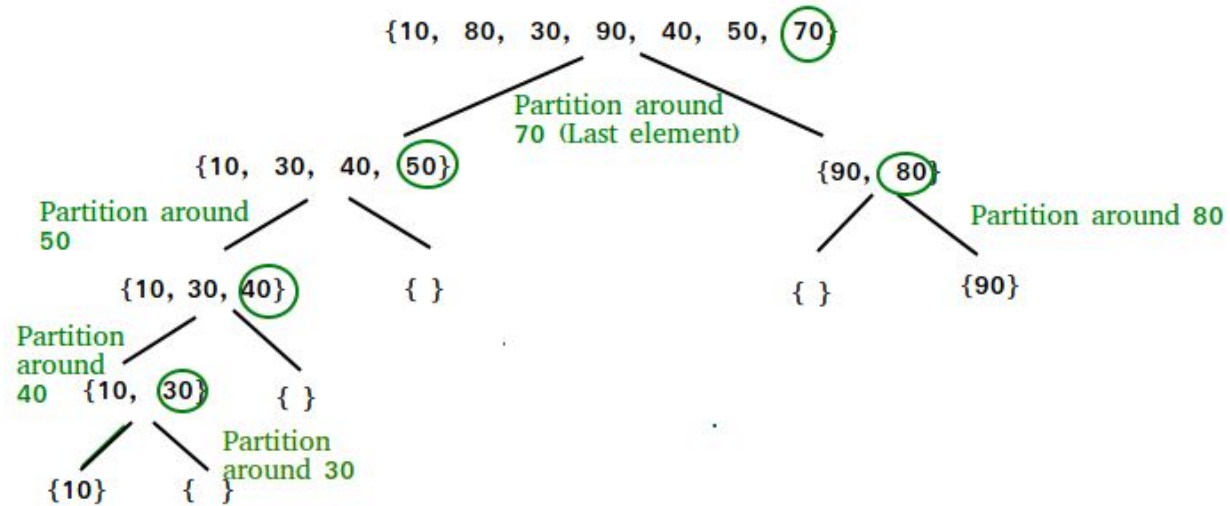 {10, 80, 30, 90, 40, 50, 70}
Partition around
70 (Last element)
{10, 30, 40, 50}
{90, 80}
Partition around
50
Partition around 80
{10, 30, 40}
{ }
{ }
{90}
Partition
around
40
{10, 30}
{ }
Partition
around 30
{10}
{ }